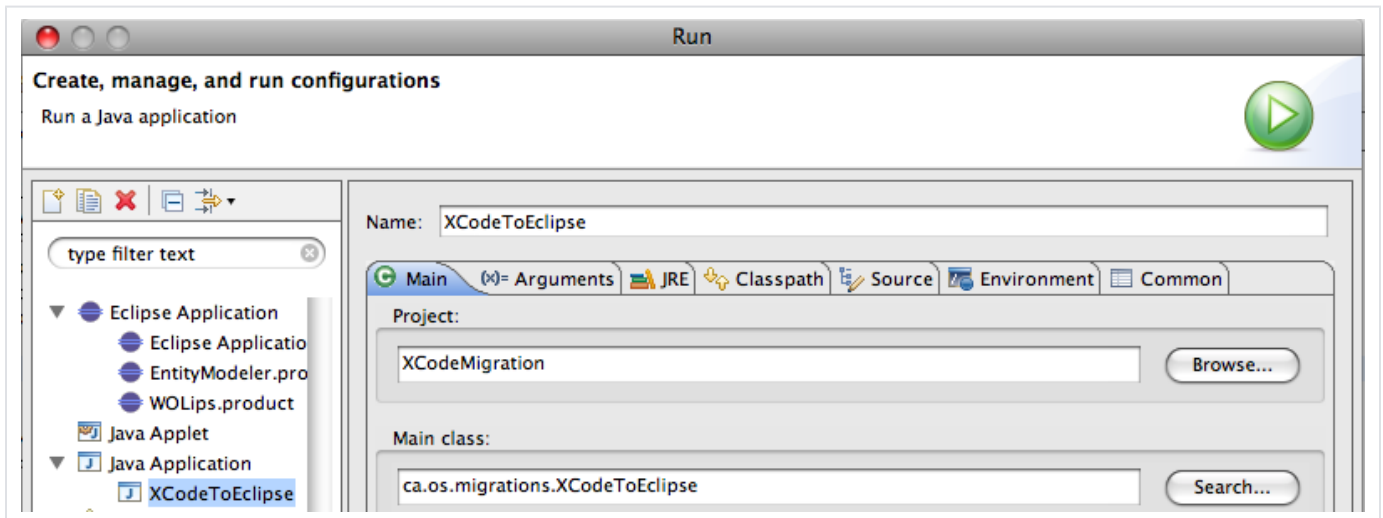 Run
Create, manage, and run configurations
Run a Java application
type filter text
Eclipse Application
Eclipse Applicatio
EntityModeler.pro
WOLips.product
Java Applet
Java Application
XCodeToEclipse
Name: XCodeToEclipse
Main (x)= Arguments JRE Classpath Source Environment Common
Project:
XCodeMigration Browse...
Main class:
ca.os.migrations.XCodeToEclipse Search...